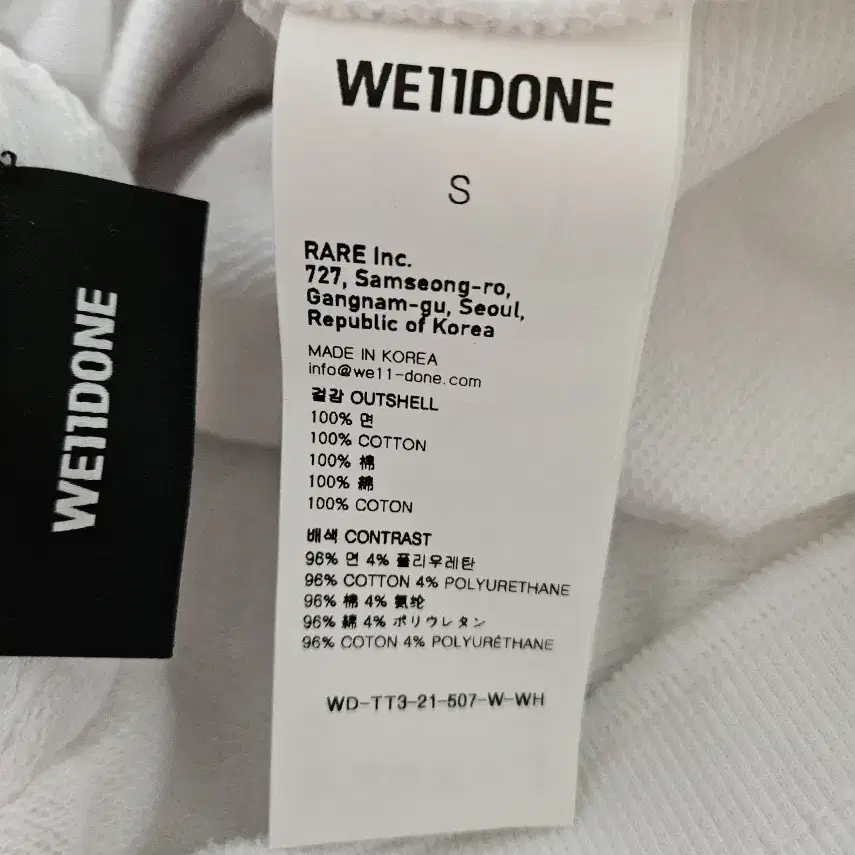 WE11DONE
WE11DONE
S
RARE Inc.
727, Samseong-ro,
Gangnam-gu, Seoul,
Republic of Korea
MADE IN KOREA
info@we11-done.com
겉감 OUTSHELL
100% 면
100% COTTON
100% 棉
100% 綿
100% COTON
배색 CONTRAST
96% 면 4% 폴리우레탄
96% COTTON 4% POLYURETHANE
96% 棉 4% 氨纶
96% 綿 4% ポリウレタン
96% COTON 4% POLYURÉTHANE
WD-TT3-21-507-W-WH